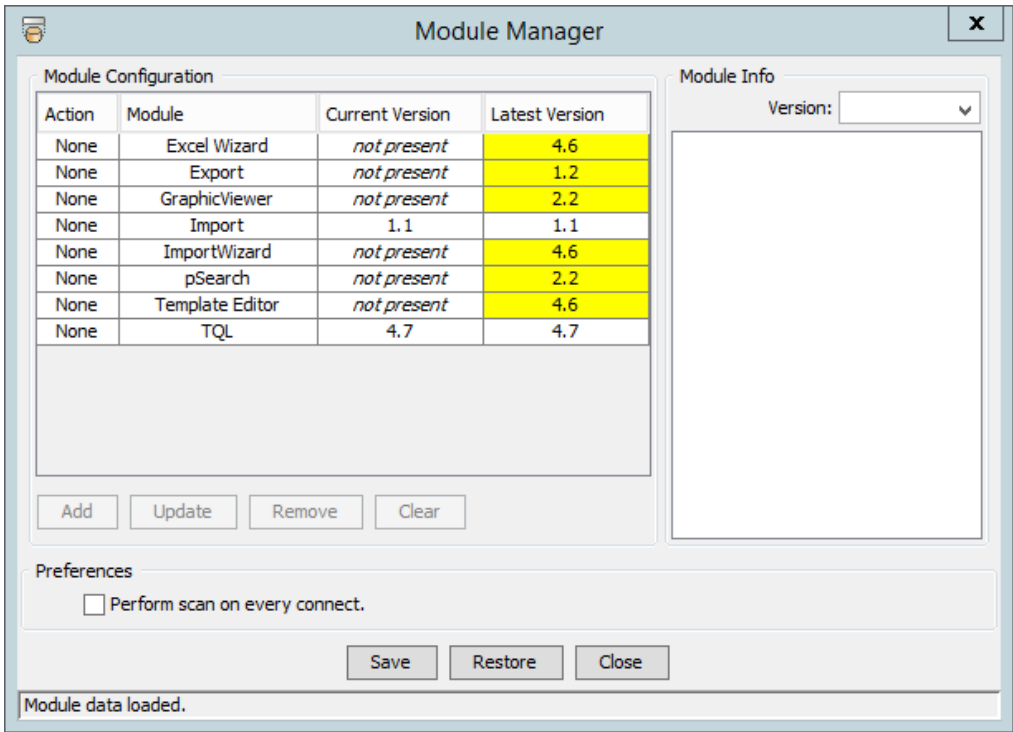 Module Manager
x
Module Configuration
Action Module Current Version Latest Version
None Excel Wizard not present 4.6
None Export not present 1.2
None GraphicViewer not present 2.2
None Import 1.1 1.1
None ImportWizard not present 4.6
None pSearch not present 2.2
None Template Editor not present 4.6
None TQL 4.7 4.7
Add Update Remove Clear
Module Info
Version:
Preferences
Perform scan on every connect.
Save Restore Close
Module data loaded.